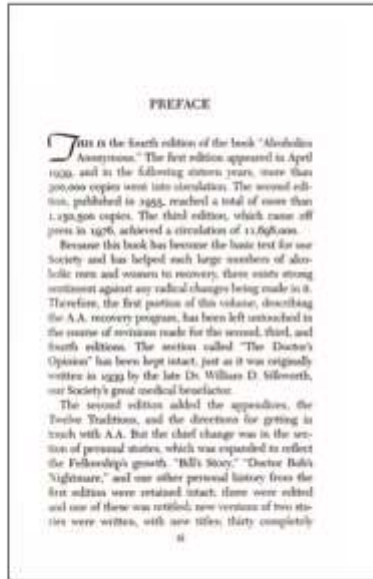 PREFACE
THIS IS the fourth edition of the book "Alcoholics
Anonymous." The first edition appeared in April
1939, and in the following sixteen years, more than
300,000 copies went into circulation. The second edi-
tion, published in 1955, reached a total of more than
1,150,500 copies. The third edition, which came off
press in 1976, achieved a circulation of 11,698,000.
Because this book has become the basic text for our
Society and has helped such large numbers of alco-
holic men and women to recovery, there exists strong
sentiment against any radical changes being made in it.
Therefore, the first portion of this volume, describing
the A.A. recovery program, has been left untouched in
the course of revisions made for the second, third, and
fourth editions. The section called "The Doctor's
Opinion" has been kept intact, just as it was originally
written in 1939 by the late Dr. William D. Silkworth,
our Society's great medical benefactor.
The second edition added the appendices, the
Twelve Traditions, and the directions for getting in
touch with A.A. But the chief change was in the sec-
tion of personal stories, which was expanded to reflect
the Fellowship's growth. "Bill's Story," "Doctor Bob's
Nightmare," and one other personal history from the
first edition were retained intact; three were edited
and one of these was retitled; new versions of two sto-
ries were written, with new titles; thirty completely
xi